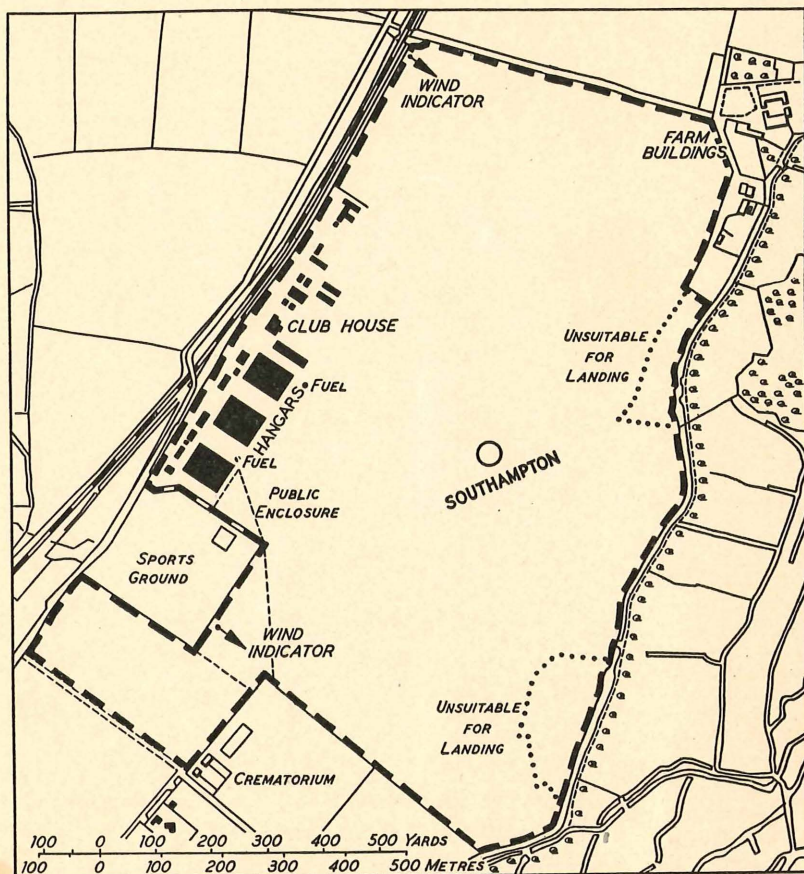 WIND
INDICATOR
FARM
BUILDINGS
CLUB HOUSE
UNSUITABLE
FOR
LANDING
FUEL
HANGARS
FUEL
SOUTHAMPTON
PUBLIC
ENCLOSURE
SPORTS
GROUND
WIND
INDICATOR
UNSUITABLE
FOR
LANDING
CREMATORIUM
100 0 100 200 300 400 500 YARDS
100 0 100 200 300 400 500 METRES